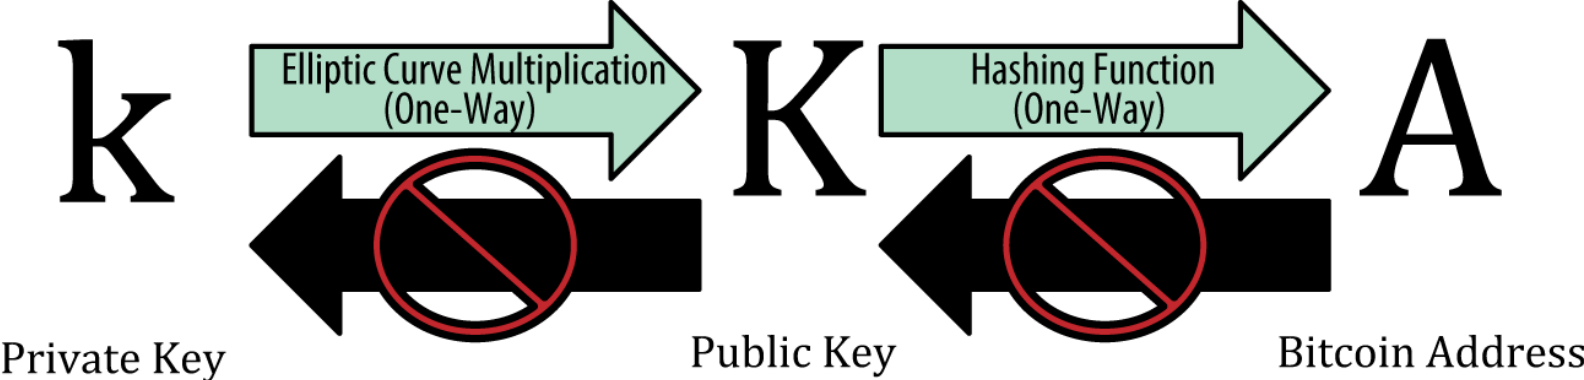 k
Elliptic Curve Multiplication
(One-Way)
K
Hashing Function
(One-Way)
A
Private Key
Public Key
Bitcoin Address